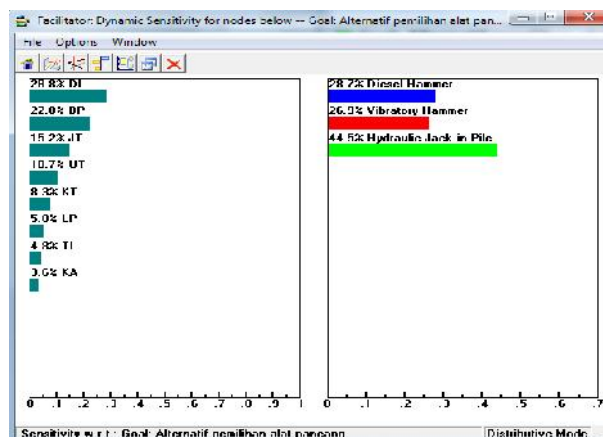 Facilitator: Dynamic Sensitivity for nodes below -- Goal: Alternatif pemilihan alat panc...
File Options Window
28.8% DI
22.0% BP
15.2% JT
10.7% UT
8.3% KT
5.0% LP
4.8% TI
3.6% KA
28.7% Diesel Hammer
26.9% Vibratory Hammer
44.5% Hydraulic Jack-in Pile
0 .1 .2 .3 .4 .5 .6 .7 .8 .9 1
0 .1 .2 .3 .4 .5 .6 .7
Sensitivity w.r.t.: Goal: Alternatif pemilihan alat pancang
Distributive Mode